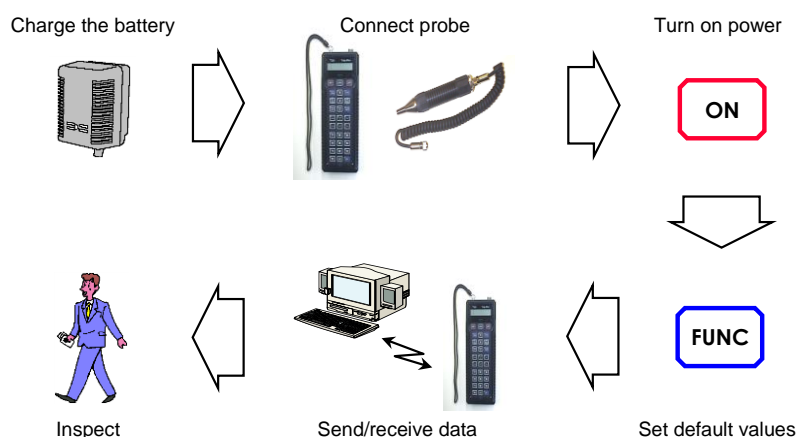 Charge the battery
Connect probe
Turn on power
ON
FUNC
Inspect
Send/receive data
Set default values